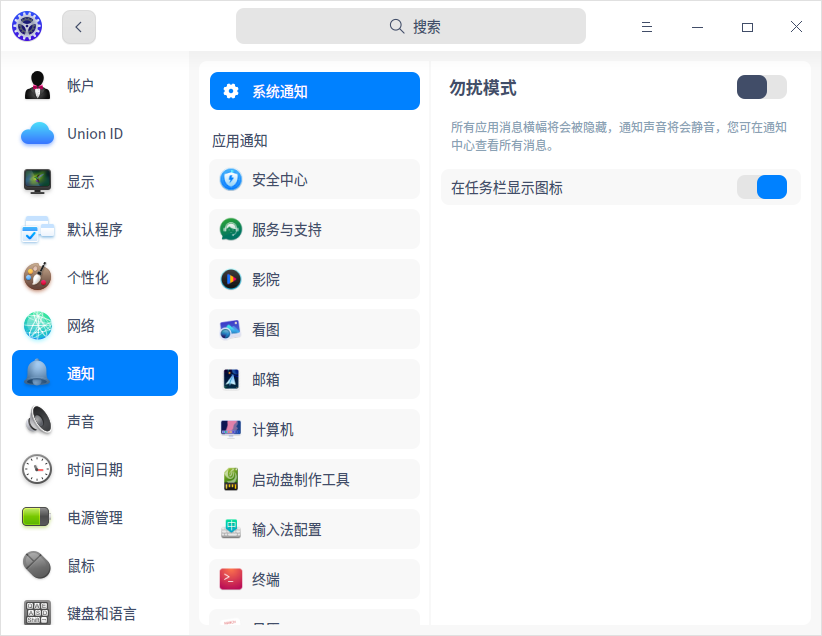 搜索
帐户
Union ID
显示
默认程序
个性化
网络
通知
声音
时间日期
电源管理
鼠标
键盘和语言
系统通知
应用通知
安全中心
服务与支持
影院
看图
邮箱
计算机
启动盘制作工具
输入法配置
终端
勿扰模式
所有应用消息横幅将会被隐藏，通知声音将会静音，您可在通知
中心查看所有消息。
在任务栏显示图标